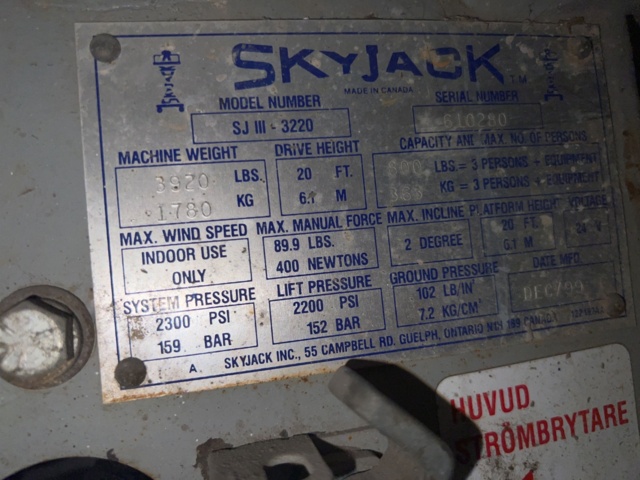 SKYJACK TM
MADE IN CANADA
MODEL NUMBER SERIAL NUMBER
SJ III - 3220 610280
MACHINE WEIGHT DRIVE HEIGHT CAPACITY AND MAX. NO. OF PERSONS
3920 LBS. 20 FT. LBS. = 3 PERSONS + EQUIPMENT
1780 KG 6.1 M KG = 3 PERSONS + EQUIPMENT
MAX. WIND SPEED MAX. MANUAL FORCE MAX. INCLINE PLATFORM HEIGHT VOLTAGE
INDOOR USE 89.9 LBS. 2 DEGREE 20 FT. 24 V
ONLY 400 NEWTONS 6.1 M
SYSTEM PRESSURE LIFT PRESSURE GROUND PRESSURE DATE MFD.
2300 PSI 2200 PSI 102 LB/IN² DEC/99
159 BAR 152 BAR 7.2 KG/CM²
A. SKYJACK INC., 55 CAMPBELL RD. GUELPH, ONTARIO CANADA
HUVUD.
STRÖMBRYTARE